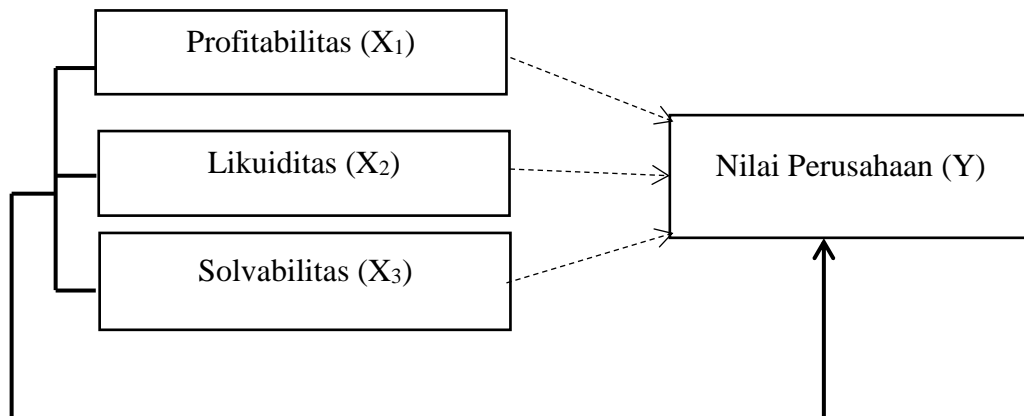 Profitabilitas (X₁)
Likuiditas (X₂)
Nilai Perusahaan (Y)
Solvabilitas (X₃)